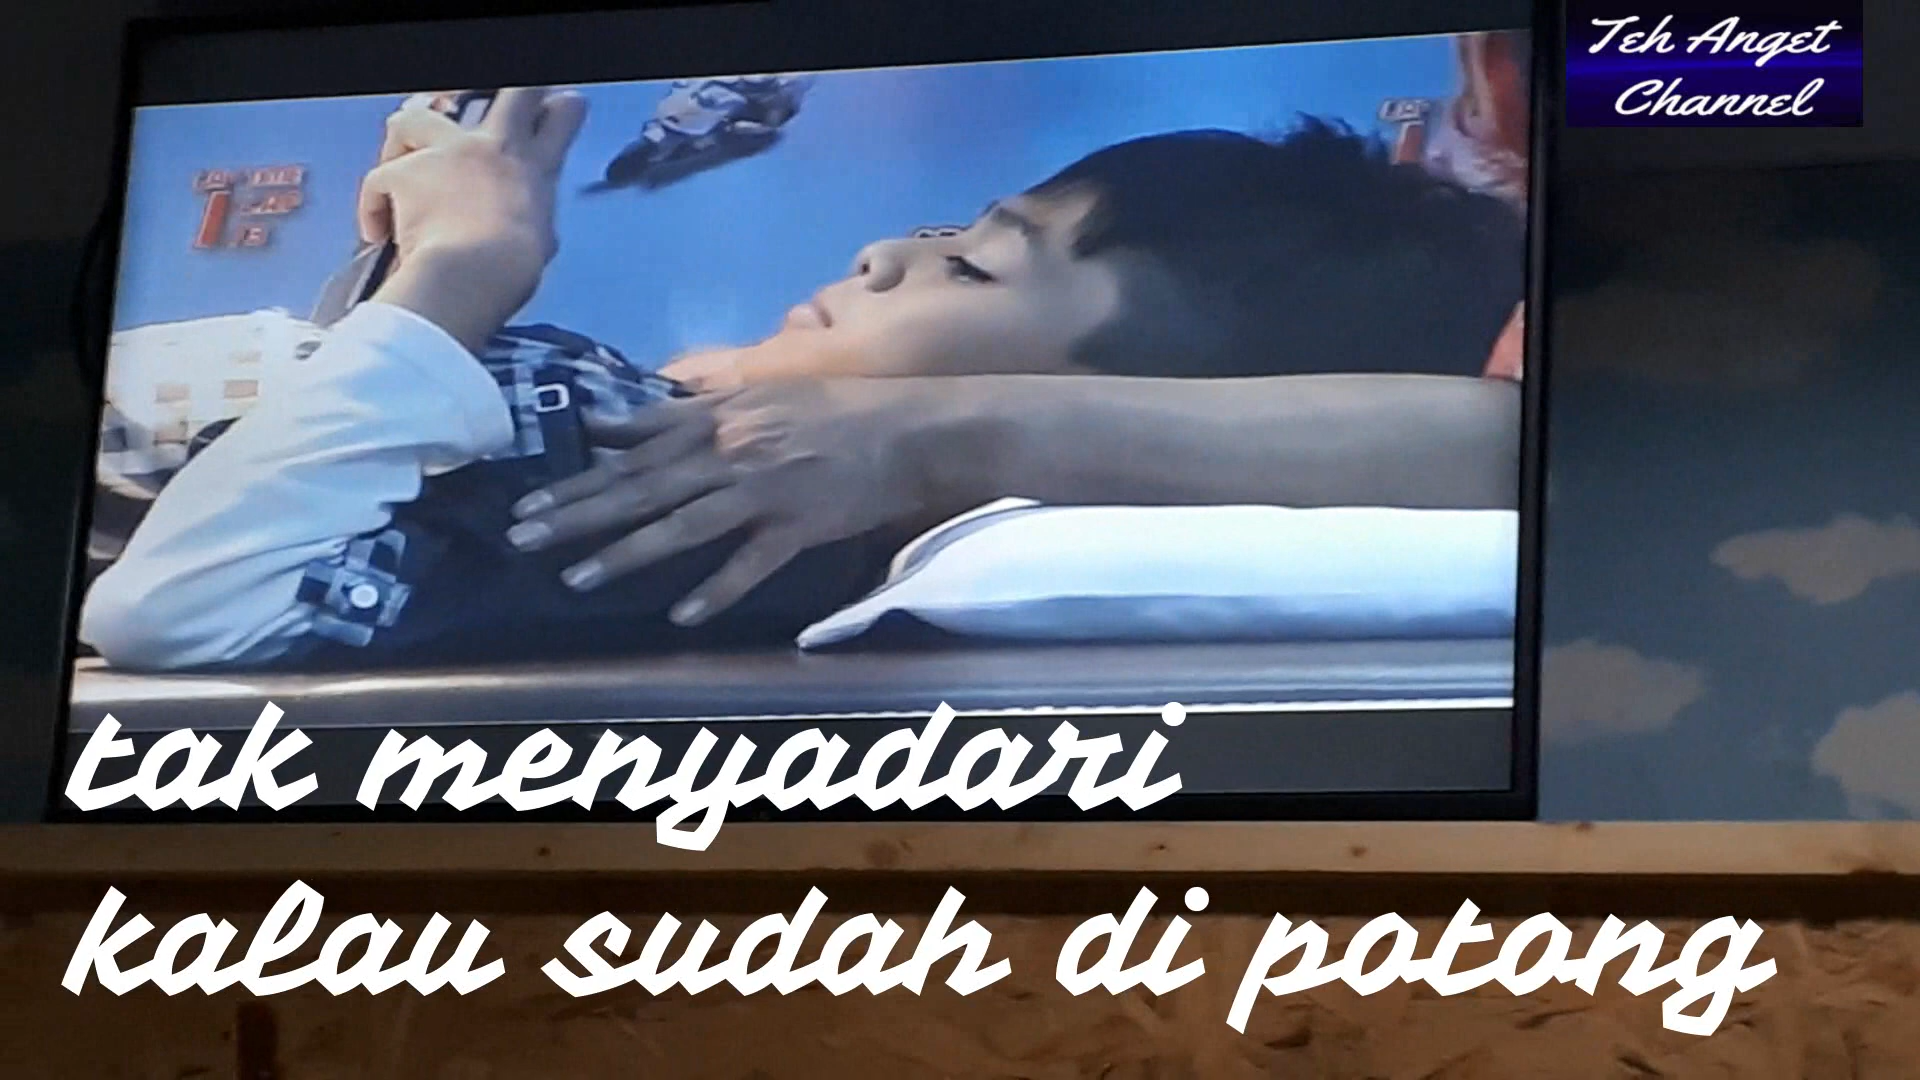 Teh Anget
Channel
tak menyadari
kalau sudah di potong